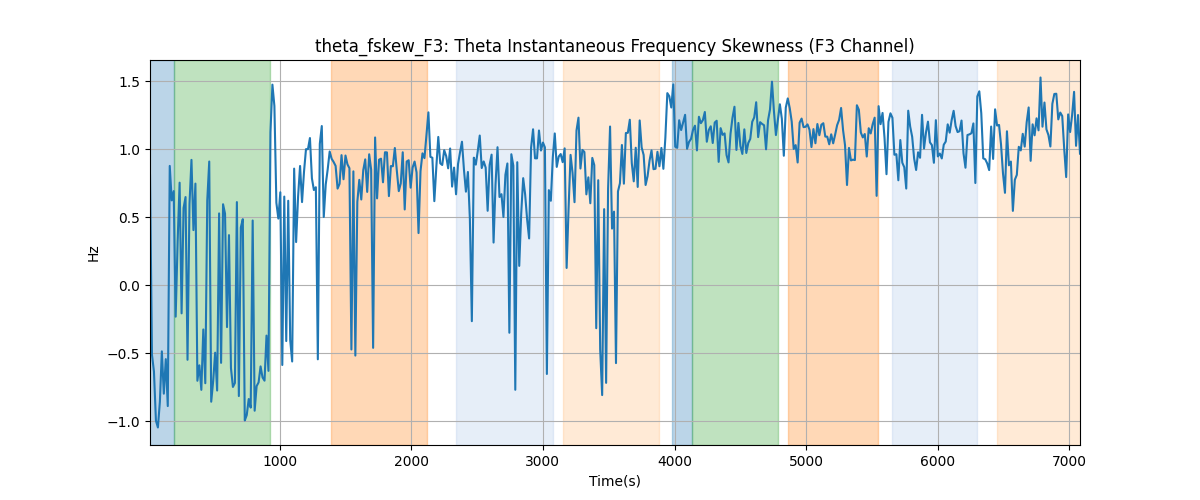 theta_fskew_F3: Theta Instantaneous Frequency Skewness (F3 Channel)
1.5
1.0
0.5
0.0
−0.5
−1.0
Hz
1000 2000 3000 4000 5000 6000 7000
Time(s)